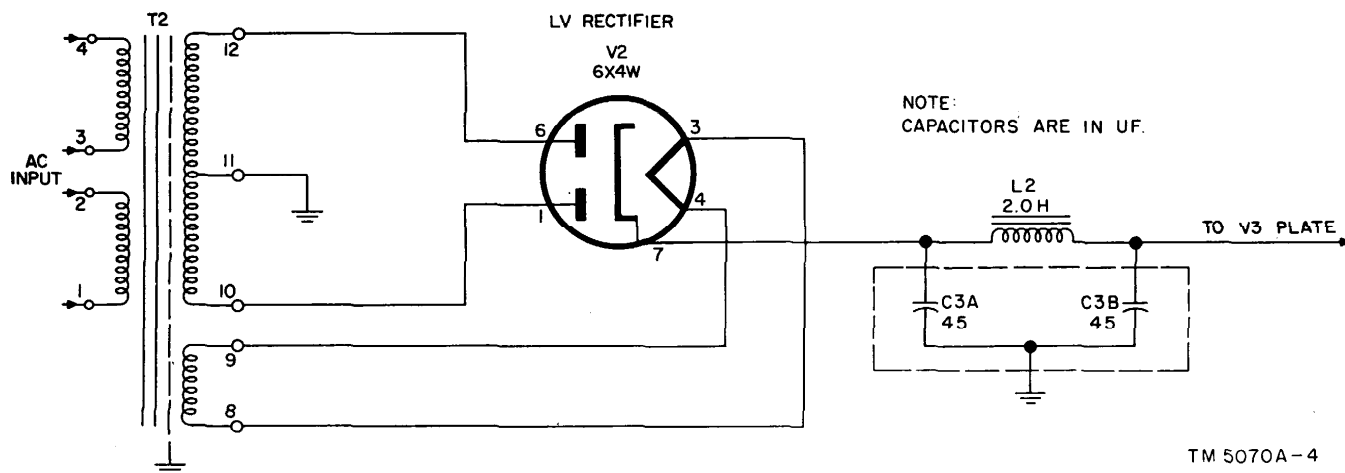 T2
LV RECTIFIER
V2
6X4W
4
12
3
6
3
NOTE:
CAPACITORS ARE IN UF.
AC
INPUT
11
2
1
4
L2
2.0 H
7
TO V3 PLATE
1
10
C3A
45
C3B
45
9
8
TM 5070A-4